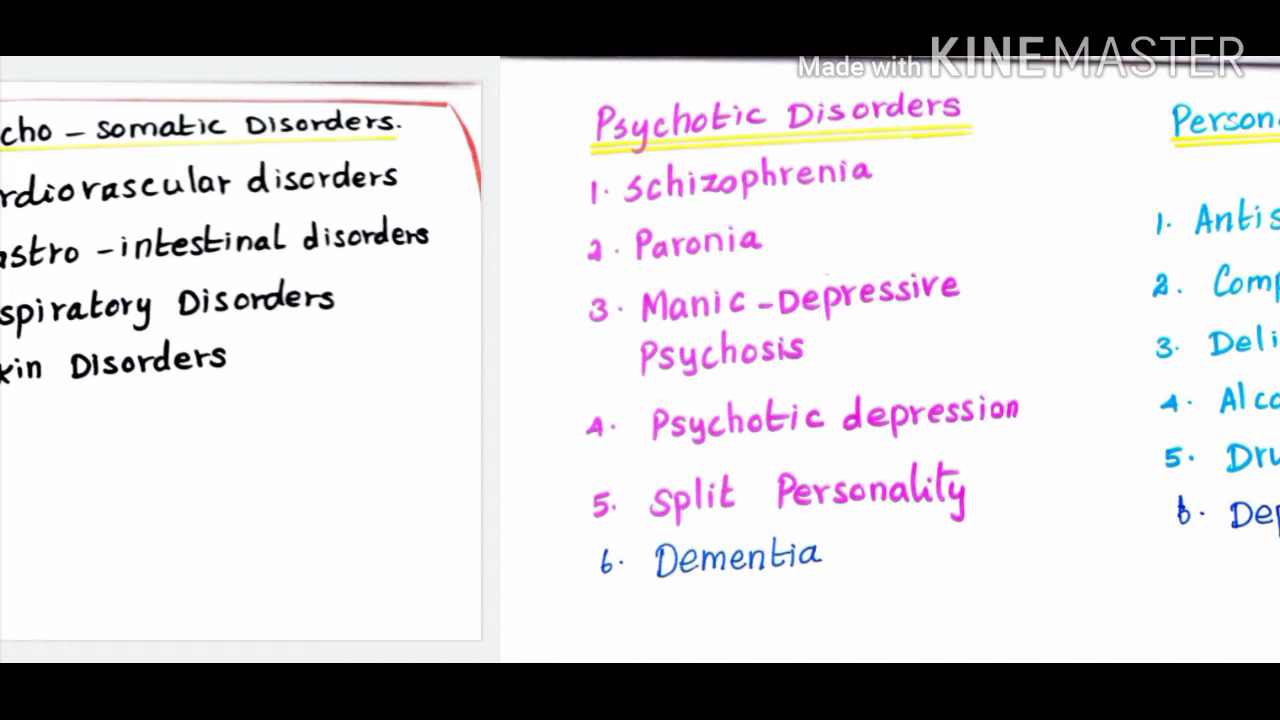 Made with KINEMASTER
cho - Somatic Disorders.
rdiovascular disorders
astro - intestinal disorders
spiratory Disorders
kin Disorders
Psychotic Disorders
1. Schizophrenia
2. Paronia
3. Manic - Depressive
Psychosis
4. Psychotic depression
5. Split Personality
6. Dementia
Person
1. Antis
2. Comp
3. Deli
4. Alco
5. Dru
6. Dep